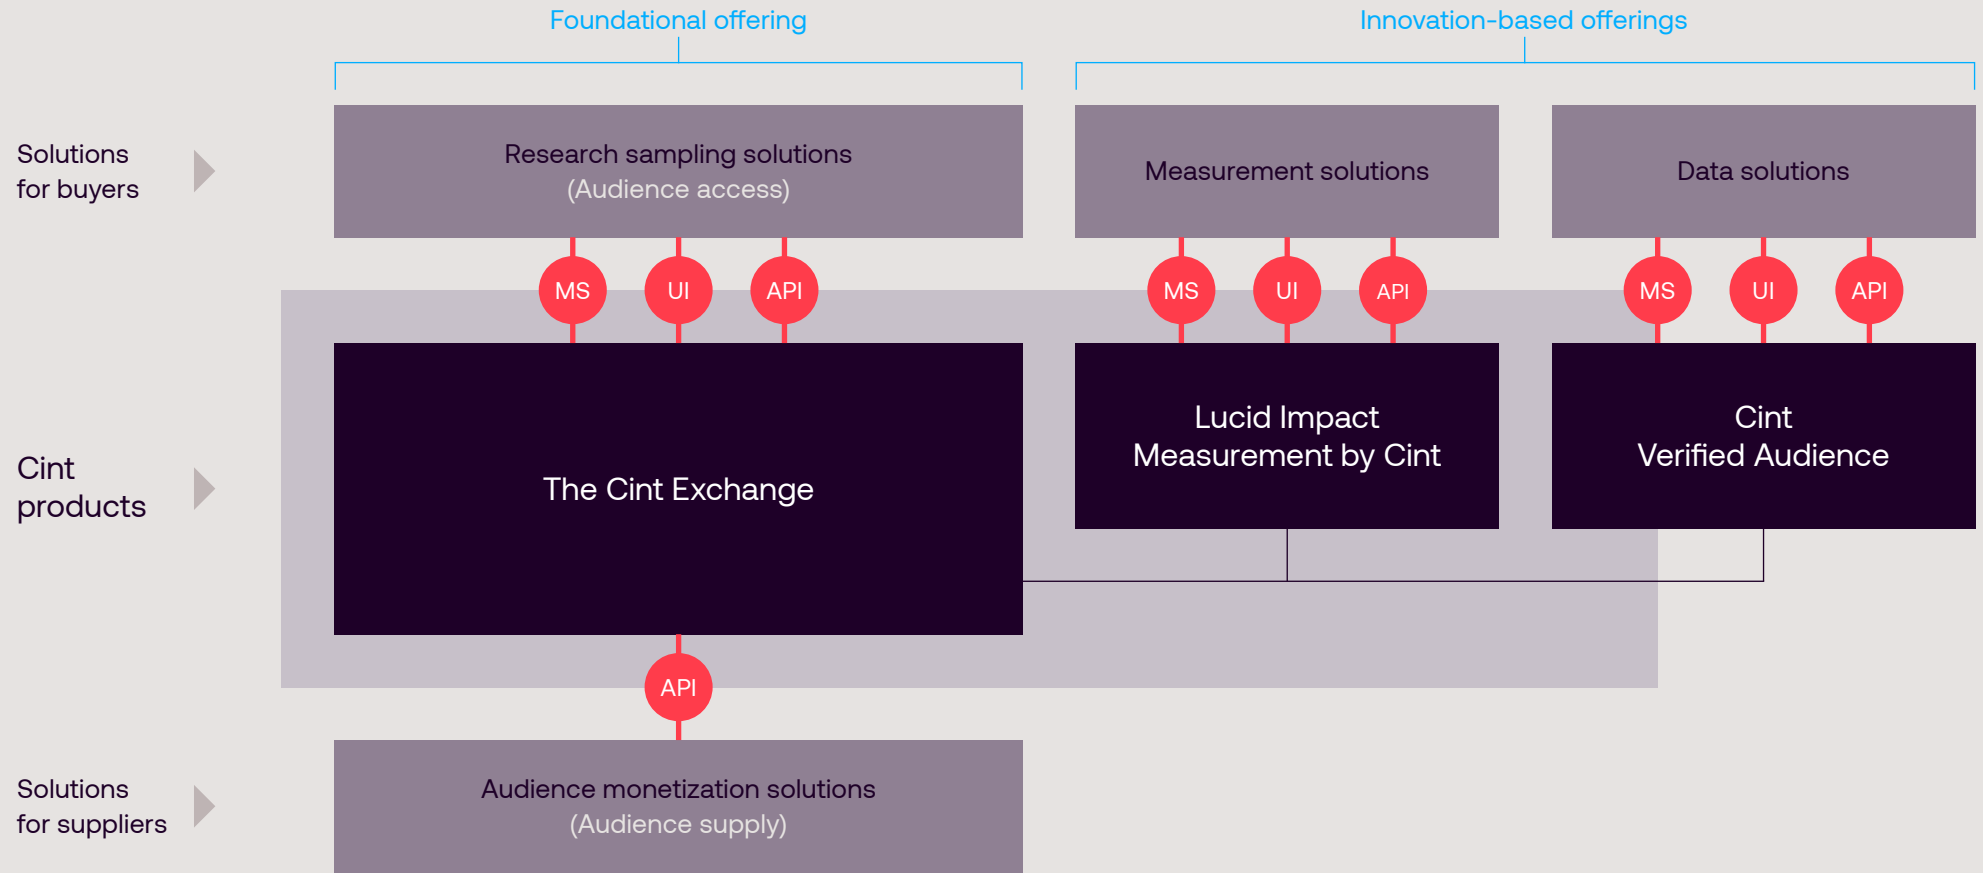 Foundational offering
Innovation-based offerings
Solutions
for buyers
Research sampling solutions
(Audience access)
Measurement solutions
Data solutions
MS
UI
API
MS
UI
API
MS
UI
API
Cint
products
The Cint Exchange
Lucid Impact
Measurement by Cint
Cint
Verified Audience
API
Solutions
for suppliers
Audience monetization solutions
(Audience supply)